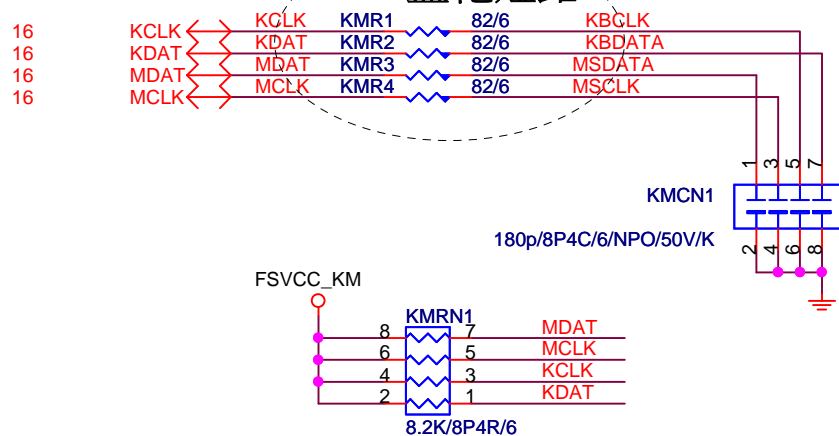 16 KCLK KCLK KMR1 82/6 KBCLK
16 KDAT KDAT KMR2 82/6 KBDATA
16 MDAT MDAT KMR3 82/6 MSDATA
16 MCLK MCLK KMR4 82/6 MSCLK
1 3 5 7
KMCN1
180p/8P4C/6/NPO/50V/K
2 4 6 8
FSVCC_KM
KMRN1
8 7 MDAT
6 5 MCLK
4 3 KCLK
2 1 KDAT
8.2K/8P4R/6